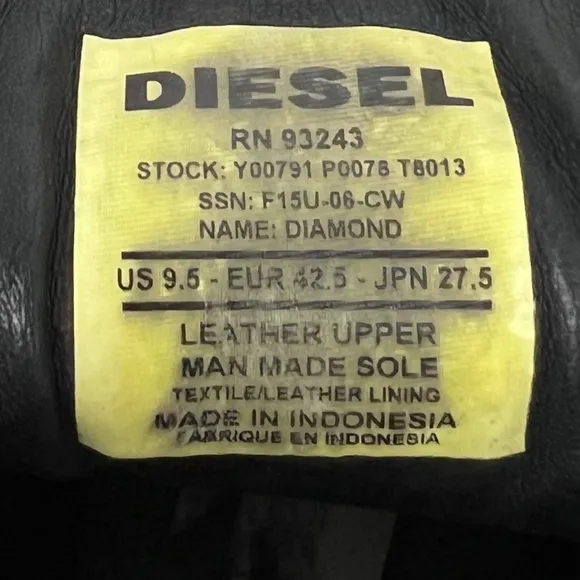 DIESEL
RN 93243
STOCK: Y00791 P0078 T8013
SSN: F15U-06-CW
NAME: DIAMOND
US 9.5 - EUR 42.5 - JPN 27.5
LEATHER UPPER
MAN MADE SOLE
TEXTILE/LEATHER LINING
MADE IN INDONESIA
FABRIQUE EN INDONESIA